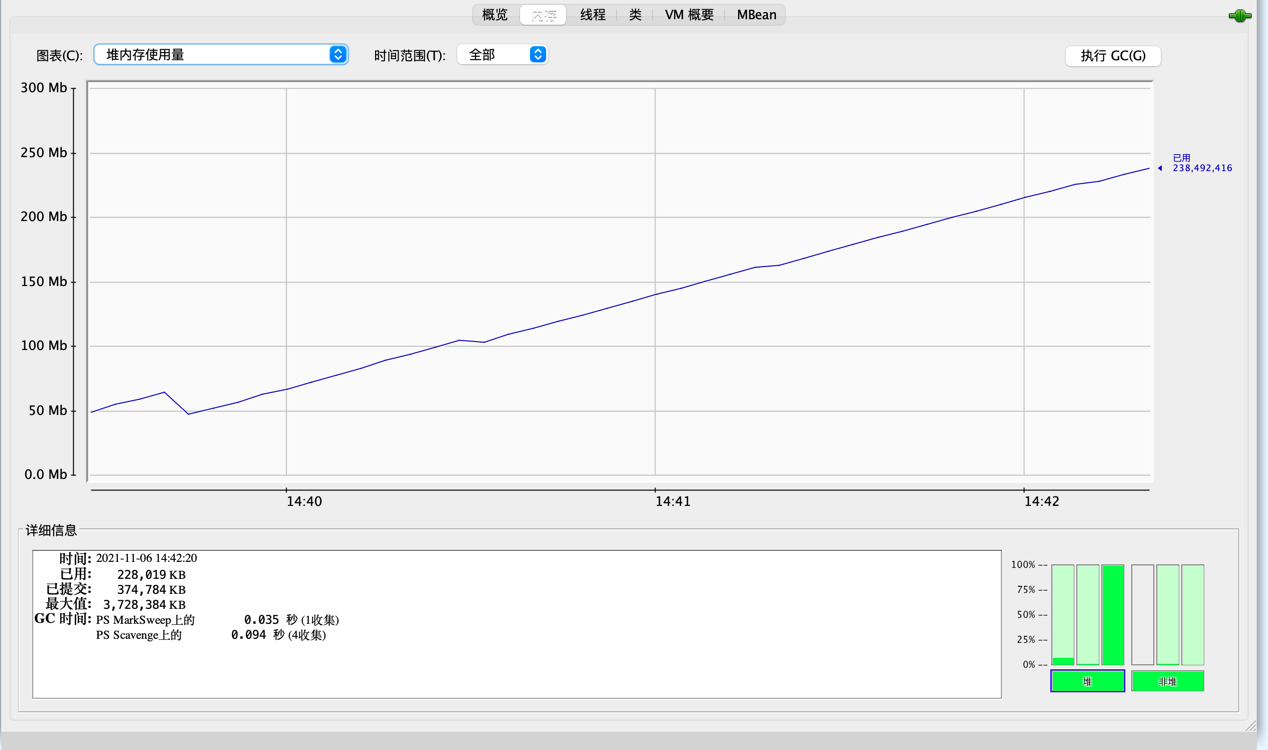 概览 内存 线程 类 VM 概要 MBean
图表(C): 堆内存使用量 时间范围(T): 全部 执行 GC(G)
300 Mb
250 Mb
已用
238,492,416
200 Mb
150 Mb
100 Mb
50 Mb
0.0 Mb
14:40 14:41 14:42
详细信息
时间: 2021-11-06 14:42:20
已用: 228,019 KB
已提交: 374,784 KB
最大值: 3,728,384 KB
GC 时间: PS MarkSweep上的 0.035 秒 (1收集)
PS Scavenge上的 0.094 秒 (4收集)
100% --
75% --
50% --
25% --
0% --
堆 非堆